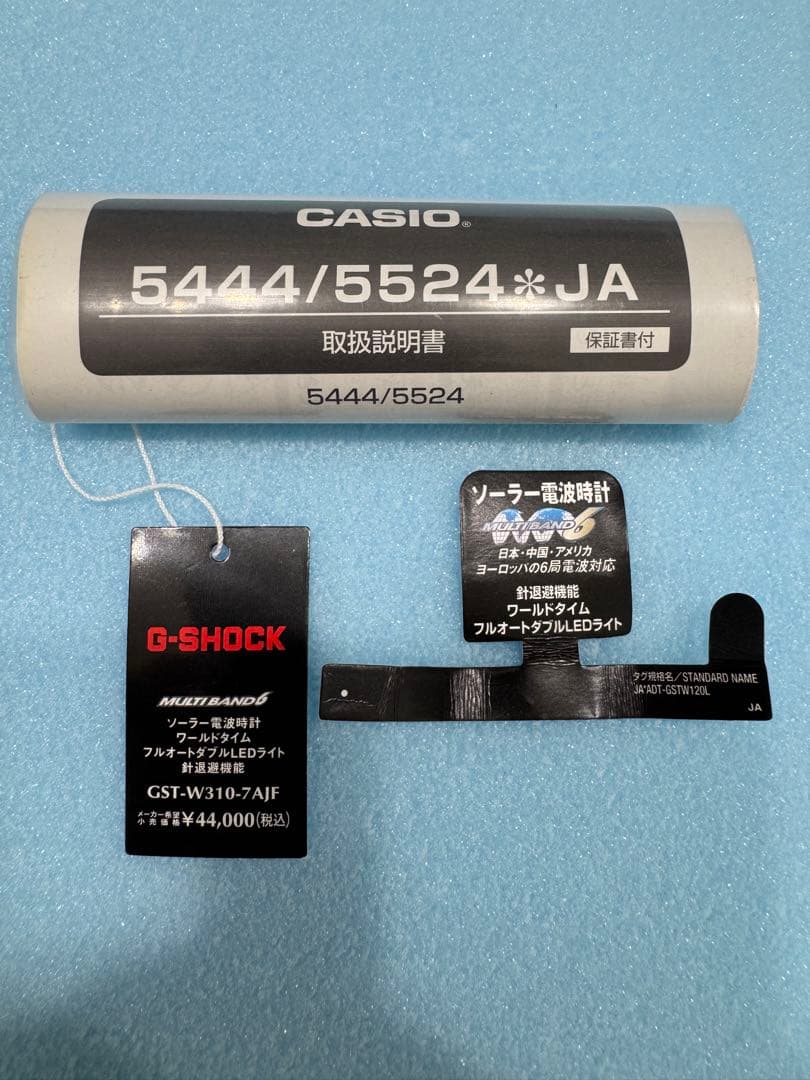 CASIO®
5444/5524*JA
取扱説明書 保証書付
5444/5524
G-SHOCK
MULTIBAND6
ソーラー電波時計
ワールドタイム
フルオートダブルLEDライト
針退避機能
GST-W310-7AJF
メーカー希望小売価格 ¥44,000(税込)
ソーラー電波時計
MULTIBAND6
日本・中国・アメリカ
ヨーロッパの6局電波対応
針退避機能
ワールドタイム
フルオートダブルLEDライト
タグ規格名/STANDARD NAME
JA*ADT-GSTW120L
JA